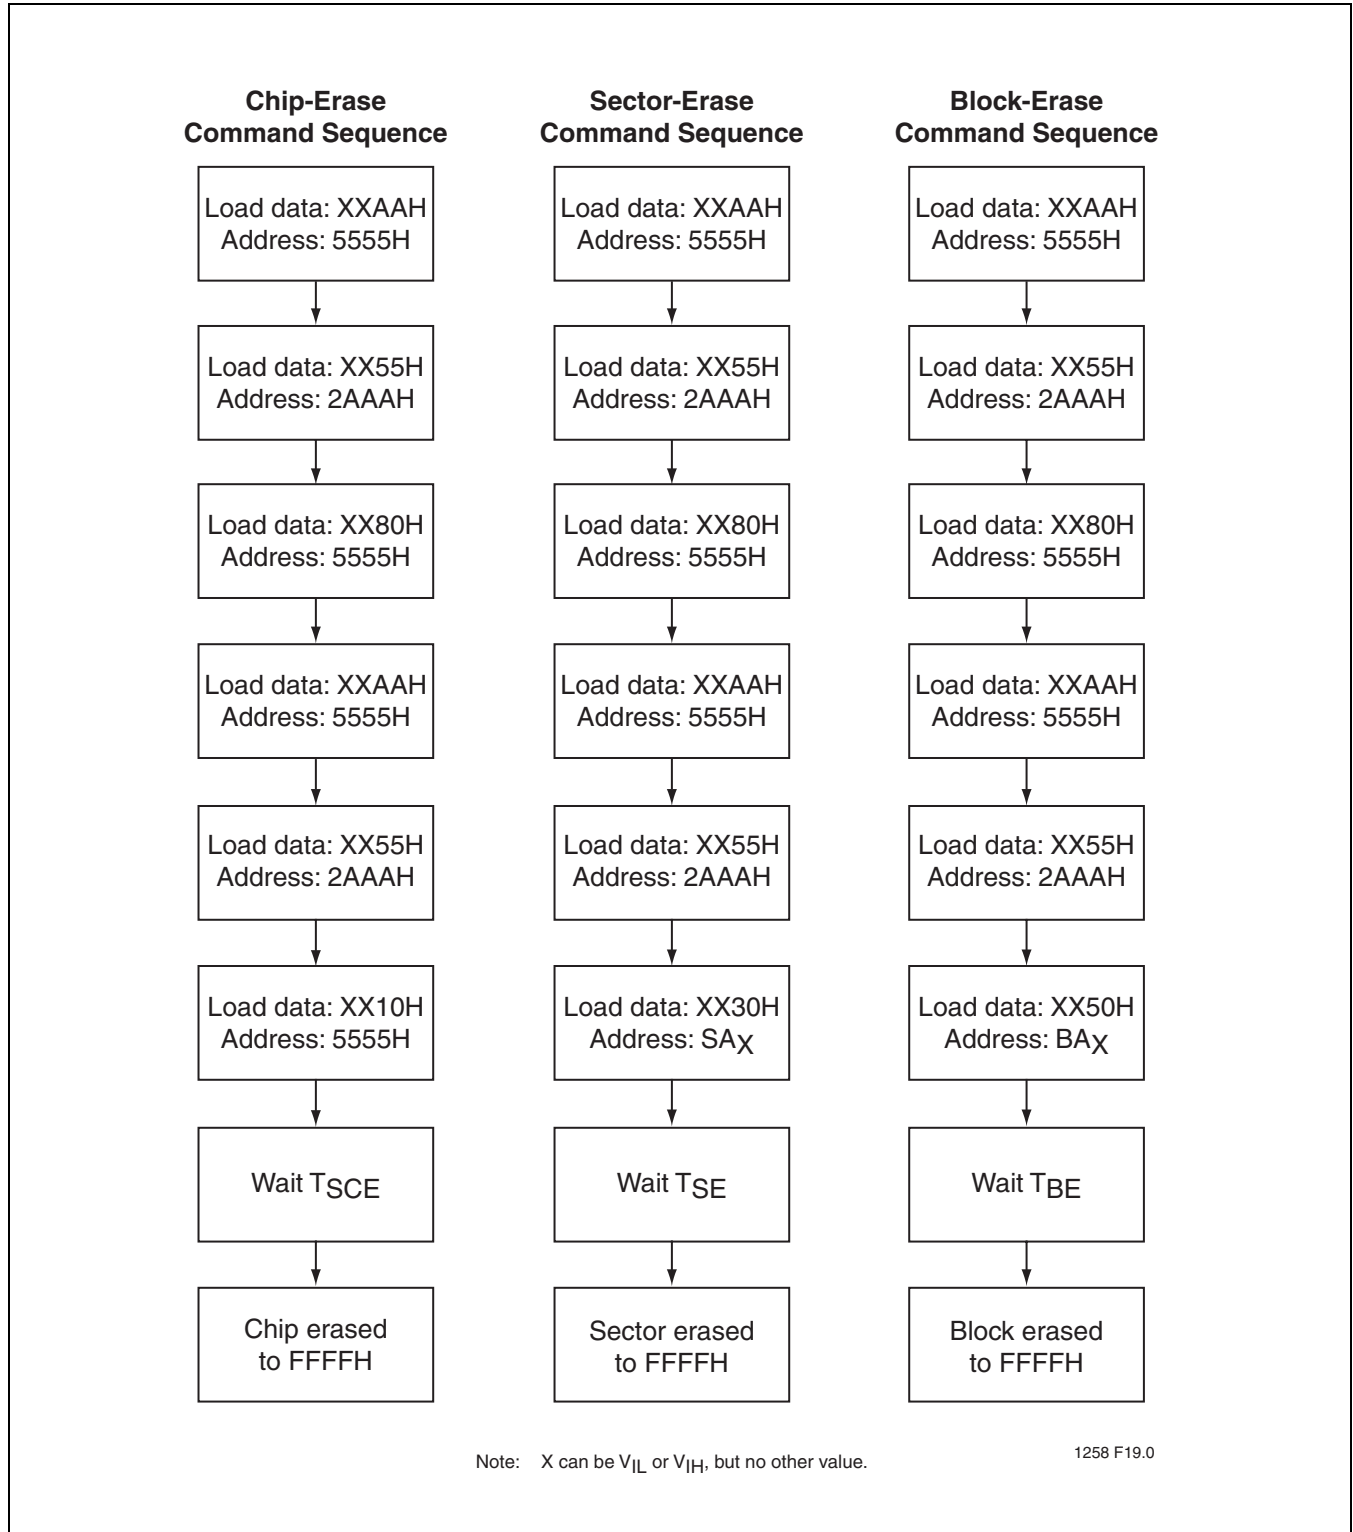 Chip-Erase
Command Sequence
Load data: XXAAH
Address: 5555H
Load data: XX55H
Address: 2AAAH
Load data: XX80H
Address: 5555H
Load data: XXAAH
Address: 5555H
Load data: XX55H
Address: 2AAAH
Load data: XX10H
Address: 5555H
Wait TSCE
Chip erased
to FFFFH
Sector-Erase
Command Sequence
Load data: XXAAH
Address: 5555H
Load data: XX55H
Address: 2AAAH
Load data: XX80H
Address: 5555H
Load data: XXAAH
Address: 5555H
Load data: XX55H
Address: 2AAAH
Load data: XX30H
Address: SAX
Wait TSE
Sector erased
to FFFFH
Block-Erase
Command Sequence
Load data: XXAAH
Address: 5555H
Load data: XX55H
Address: 2AAAH
Load data: XX80H
Address: 5555H
Load data: XXAAH
Address: 5555H
Load data: XX55H
Address: 2AAAH
Load data: XX50H
Address: BAX
Wait TBE
Block erased
to FFFFH
Note: X can be VIL or VIH, but no other value.
1258 F19.0